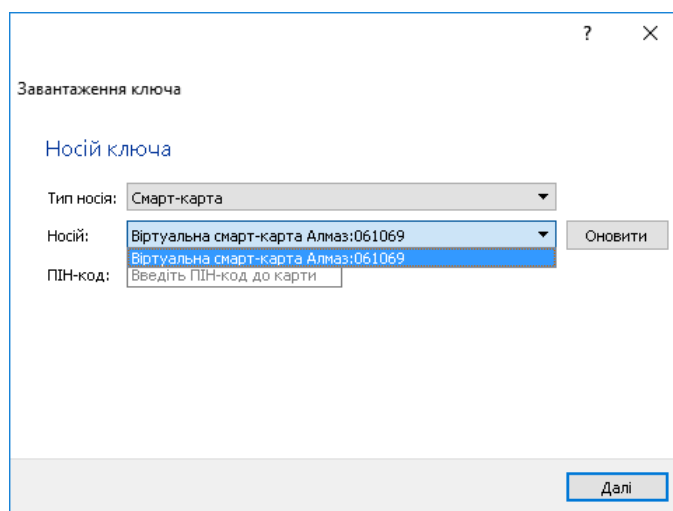 ?
Завантаження ключа
Носій ключа
Тип носія: Смарт-карта
Носій: Віртуальна смарт-карта Алмаз:061069 Оновити
Віртуальна смарт-карта Алмаз:061069
ПІН-код: Введіть ПІН-код до карти
Далі